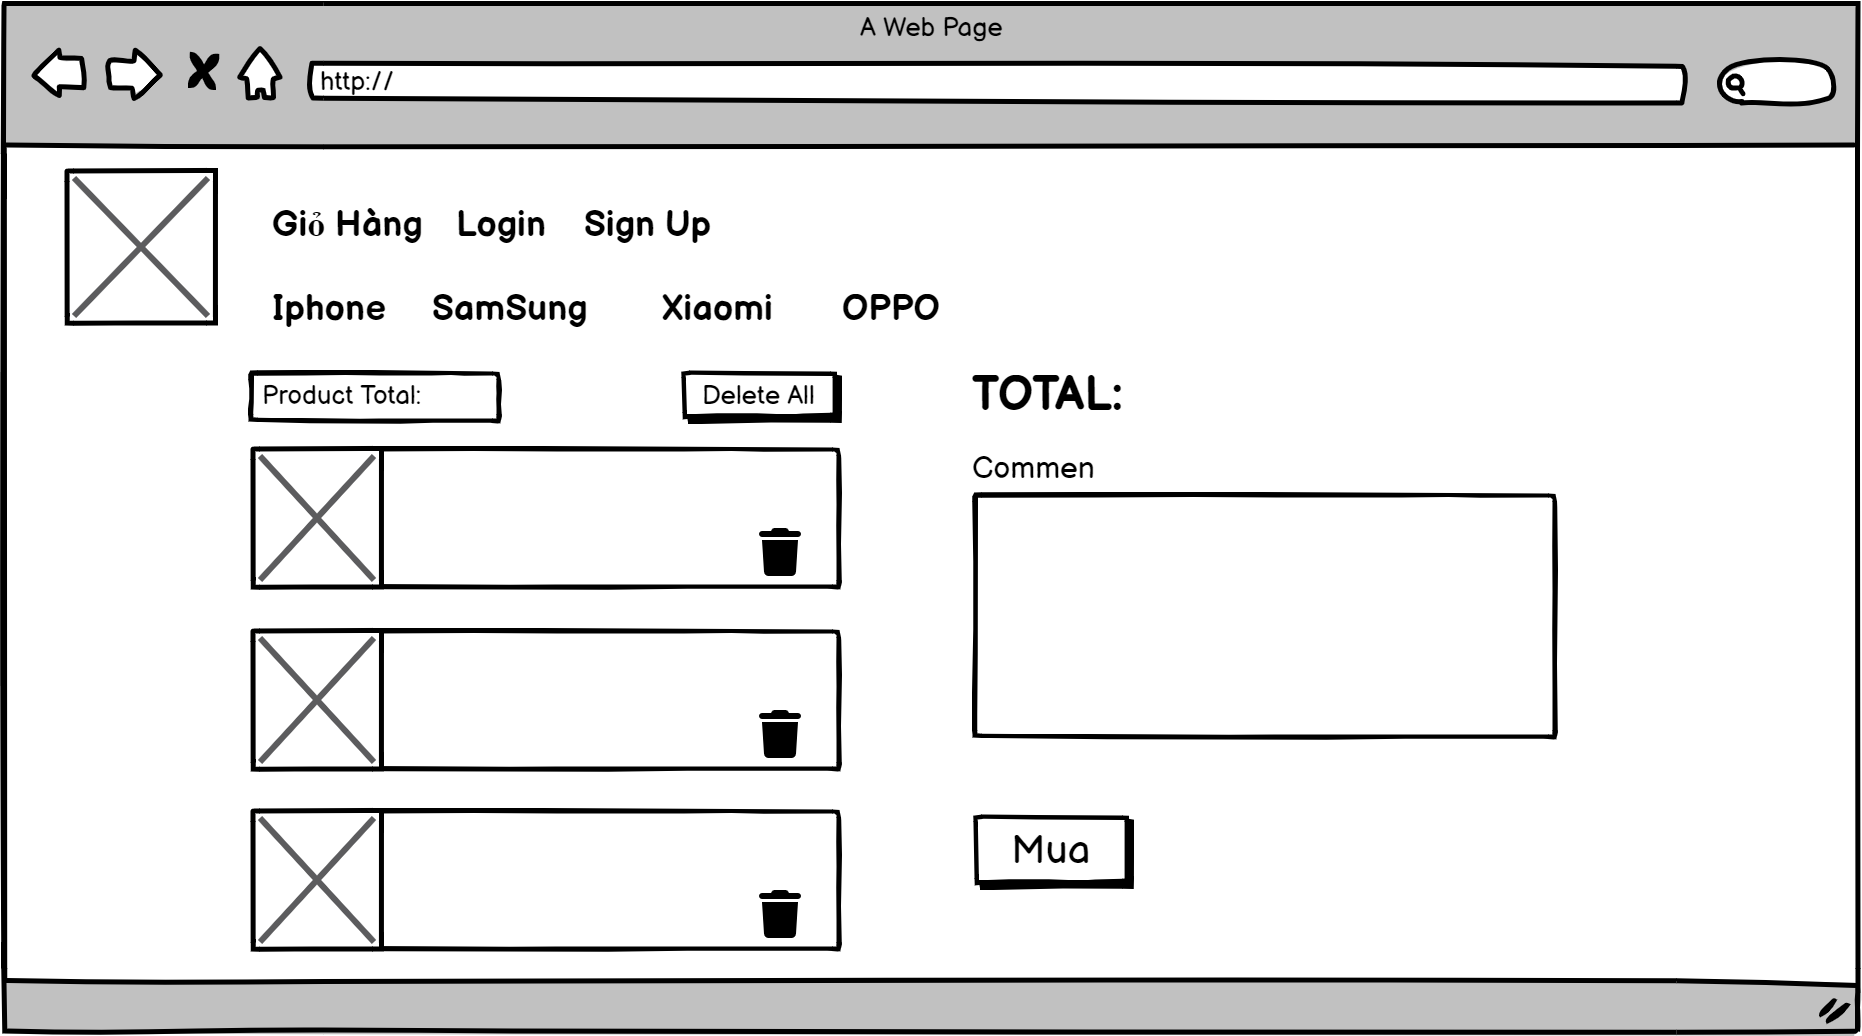 A Web Page
http://
Giỏ Hàng Login Sign Up
Iphone SamSung Xiaomi OPPO
Product Total: Delete All
TOTAL:
Commen
Mua